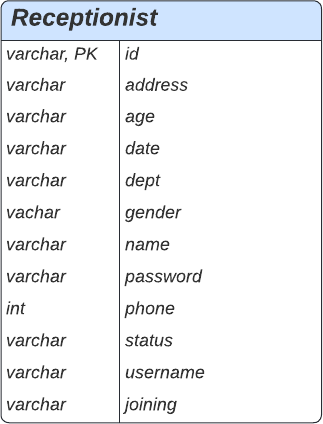 Receptionist
varchar, PK id
varchar address
varchar age
varchar date
varchar dept
vachar gender
varchar name
varchar password
int phone
varchar status
varchar username
varchar joining